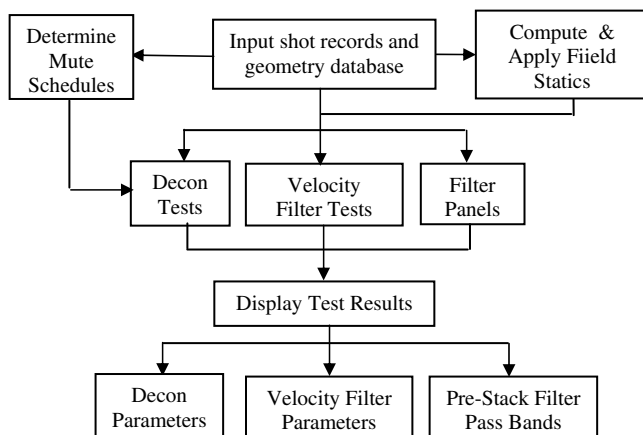 Determine
Mute
Schedules
Input shot records and
geometry database
Compute &
Apply Fiield
Statics
Decon
Tests
Velocity
Filter Tests
Filter
Panels
Display Test Results
Decon
Parameters
Velocity Filter
Parameters
Pre-Stack Filter
Pass Bands